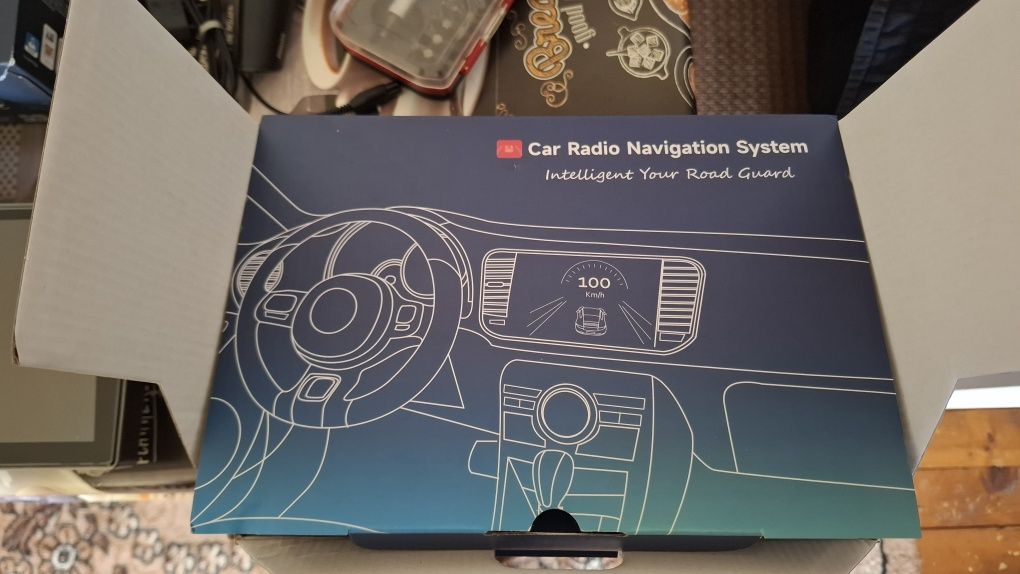 Car Radio Navigation System
Intelligent Your Road Guard
100
Km/h